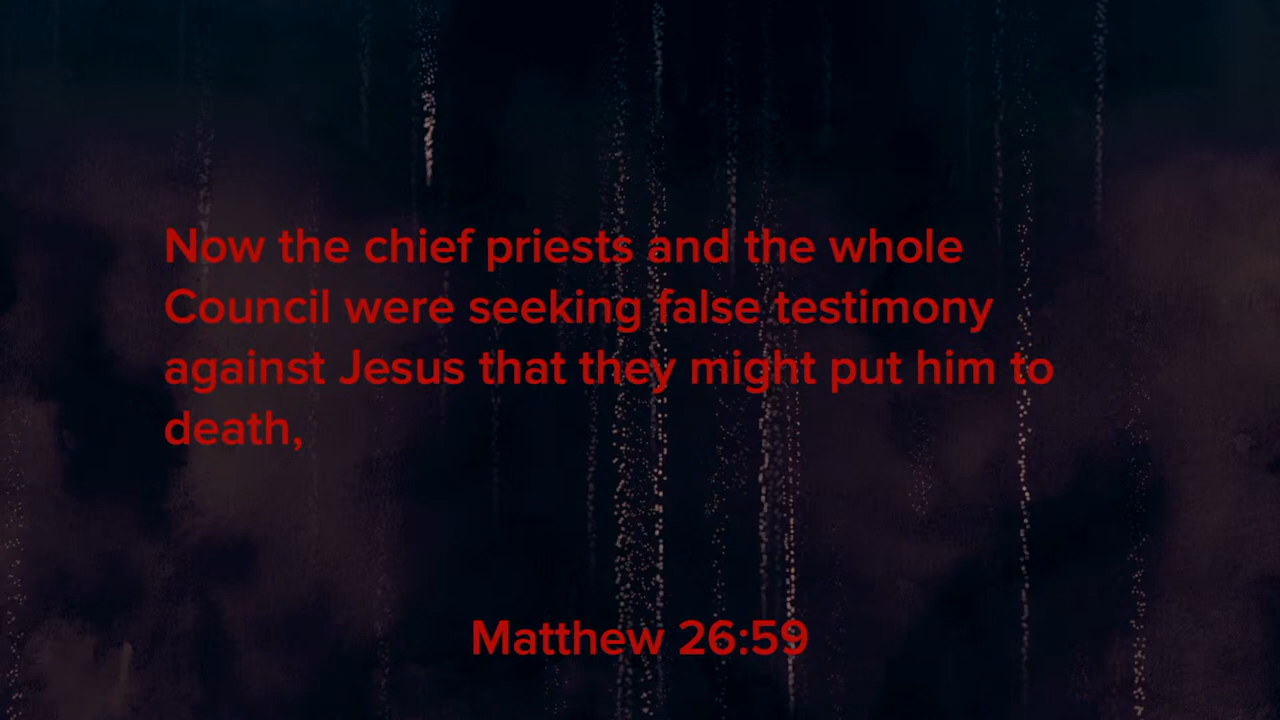 Now the chief priests and the whole
Council were seeking false testimony
against Jesus that they might put him to
death,
Matthew 26:59